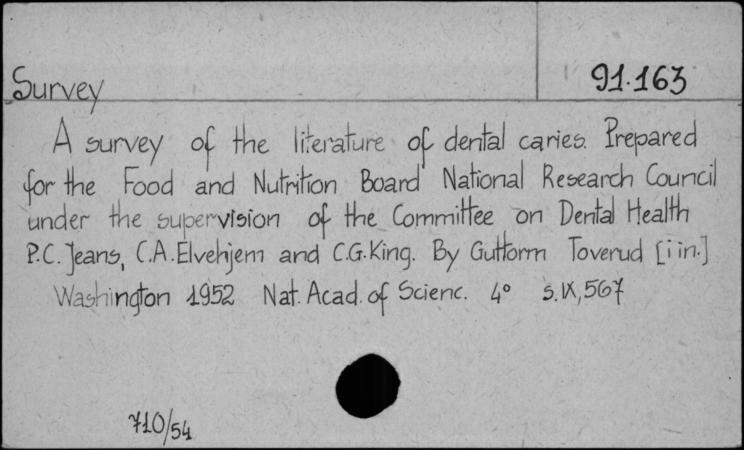 Survey
91.163
A survey of the literature of dental caries. Prepared
for the Food and Nutrition Board National Research Council
under the supervision of the Committee on Dental Health
P.C. Jeans, C.A. Elvehjem and C.G. King. By Guttorm Toverud [i in.]
Washington 1952 Nat. Acad. of Scienc. 4° s. IX, 567
710/54